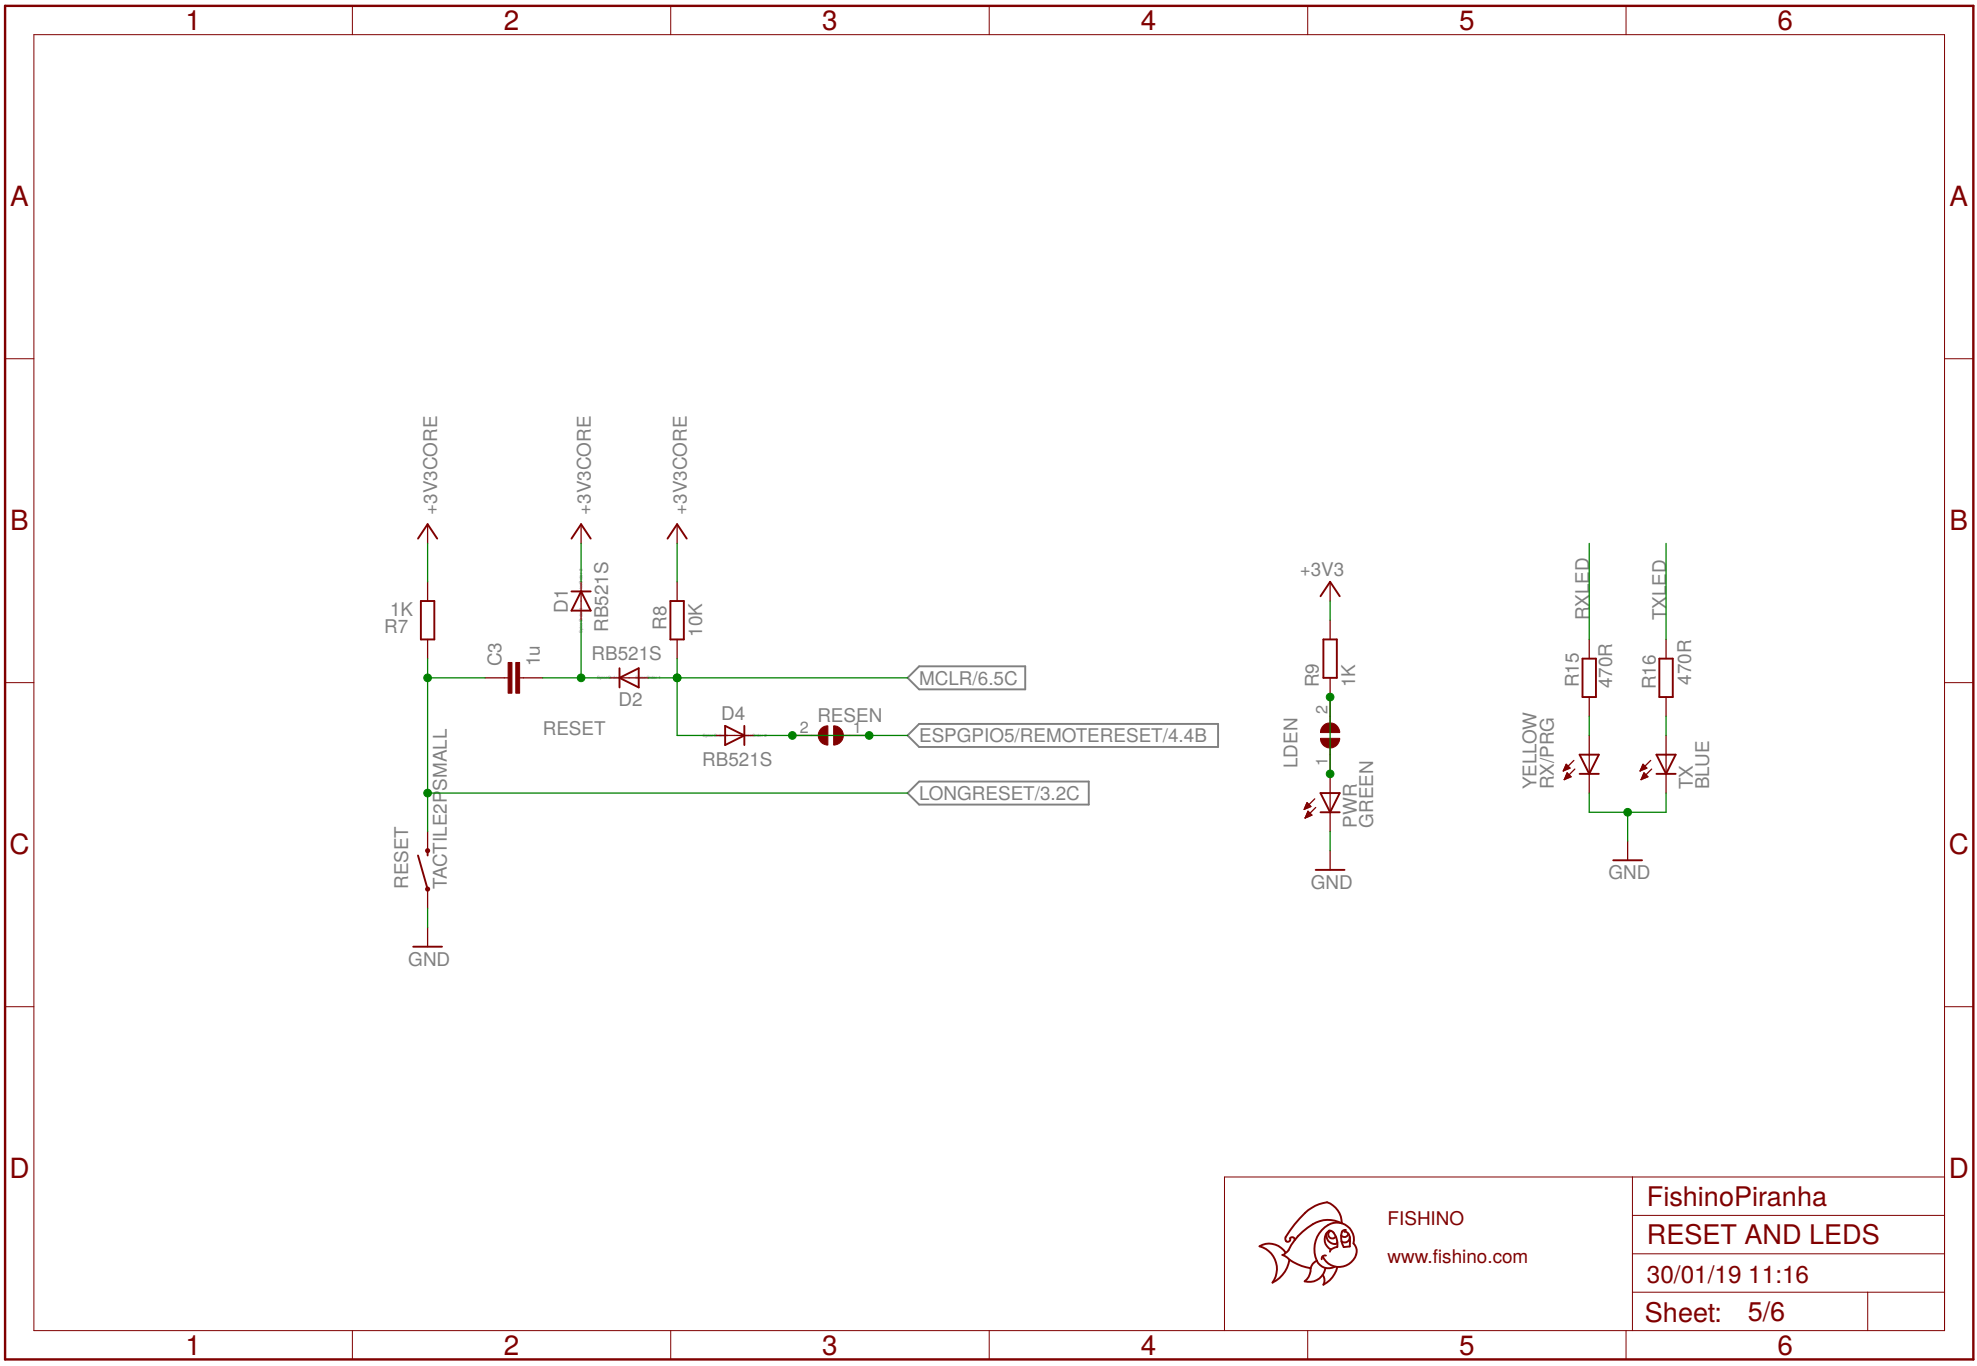 1 2 3 4 5 6
A A
+3V3CORE +3V3CORE +3V3CORE
B B
+3V3
1K
R7
D1
RB521S
R8
10K
RXLED
TXLED
C3
1u
RB521S
D2
R9
1K
R15
470R
R16
470R
MCLR/6.5C
RESET
D4
RB521S
2 RESEN 1
ESPGPIO5/REMOTERESET/4.4B
LONGRESET/3.2C
LDEN
2
1
PWR
GREEN
YELLOW
RX/PRG
TX
BLUE
C C
RESET
TACTILE2PSMALL
GND
GND
GND
D D
FISHINO
www.fishino.com
FishinoPiranha
RESET AND LEDS
30/01/19 11:16
Sheet: 5/6
1 2 3 4 5 6